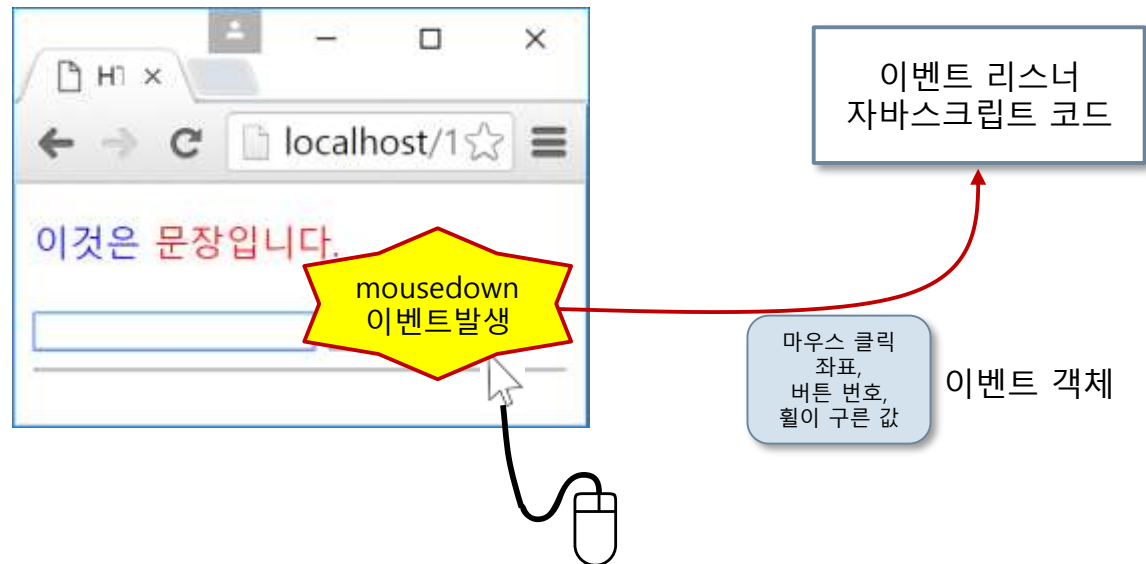 H
localhost/1
이것은 문장입니다.
mousedown
이벤트발생
이벤트 리스너
자바스크립트 코드
마우스 클릭
좌표,
버튼 번호,
휠이 구른 값
이벤트 객체